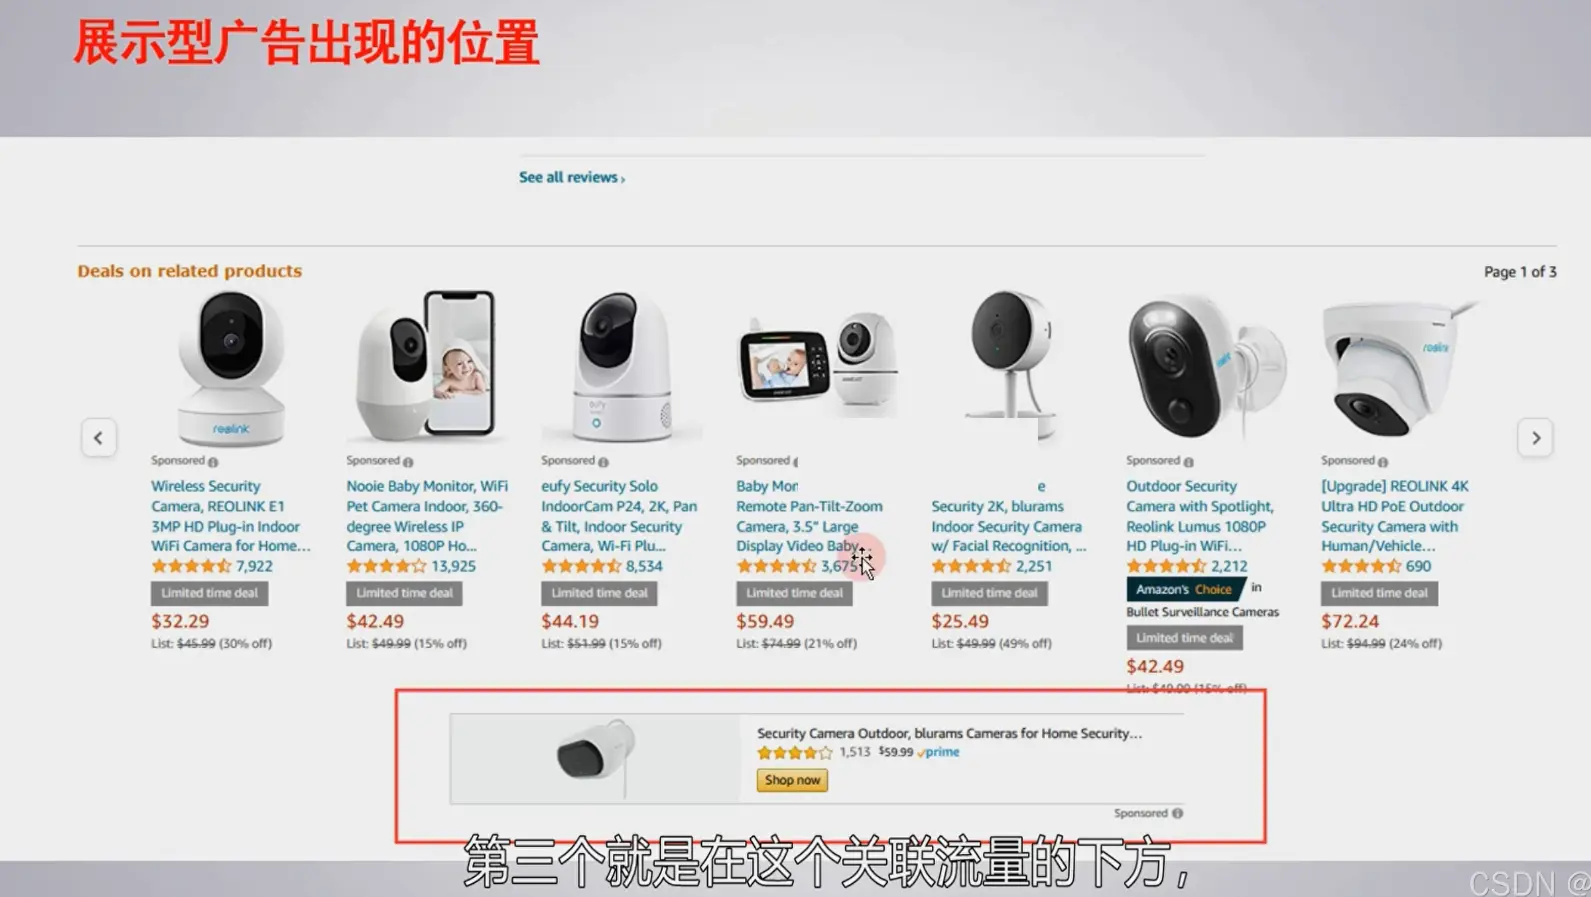 展示型广告出现的位置
See all reviews ›
Deals on related products
Page 1 of 3
reolink
eufy
reolink
Sponsored
Wireless Security
Camera, REOLINK E1
3MP HD Plug-in Indoor
WiFi Camera for Home...
7,922
Limited time deal
$32.29
List: $45.99 (30% off)
Sponsored
Nooie Baby Monitor, WiFi
Pet Camera Indoor, 360-
degree Wireless IP
Camera, 1080P Ho...
13,925
Limited time deal
$42.49
List: $49.99 (15% off)
Sponsored
eufy Security Solo
IndoorCam P24, 2K, Pan
& Tilt, Indoor Security
Camera, Wi-Fi Plu...
8,534
Limited time deal
$44.19
List: $51.99 (15% off)
Sponsored
Baby Mon
Remote Pan-Tilt-Zoom
Camera, 3.5" Large
Display Video Baby...
3,675
Limited time deal
$59.49
List: $74.99 (21% off)
e
Security 2K, blurams
Indoor Security Camera
w/ Facial Recognition, ...
2,251
Limited time deal
$25.49
List: $49.99 (49% off)
Sponsored
Outdoor Security
Camera with Spotlight,
Reolink Lumus 1080P
HD Plug-in WiFi...
2,212
Amazon's Choice in
Bullet Surveillance Cameras
Limited time deal
$42.49
List: $49.99 (15% off)
Sponsored
[Upgrade] REOLINK 4K
Ultra HD PoE Outdoor
Security Camera with
Human/Vehicle...
690
Limited time deal
$72.24
List: $94.99 (24% off)
Security Camera Outdoor, blurams Cameras for Home Security...
1,513 $59.99 prime
Shop now
Sponsored
第三个就是在这个关联流量的下方，
CSDN @